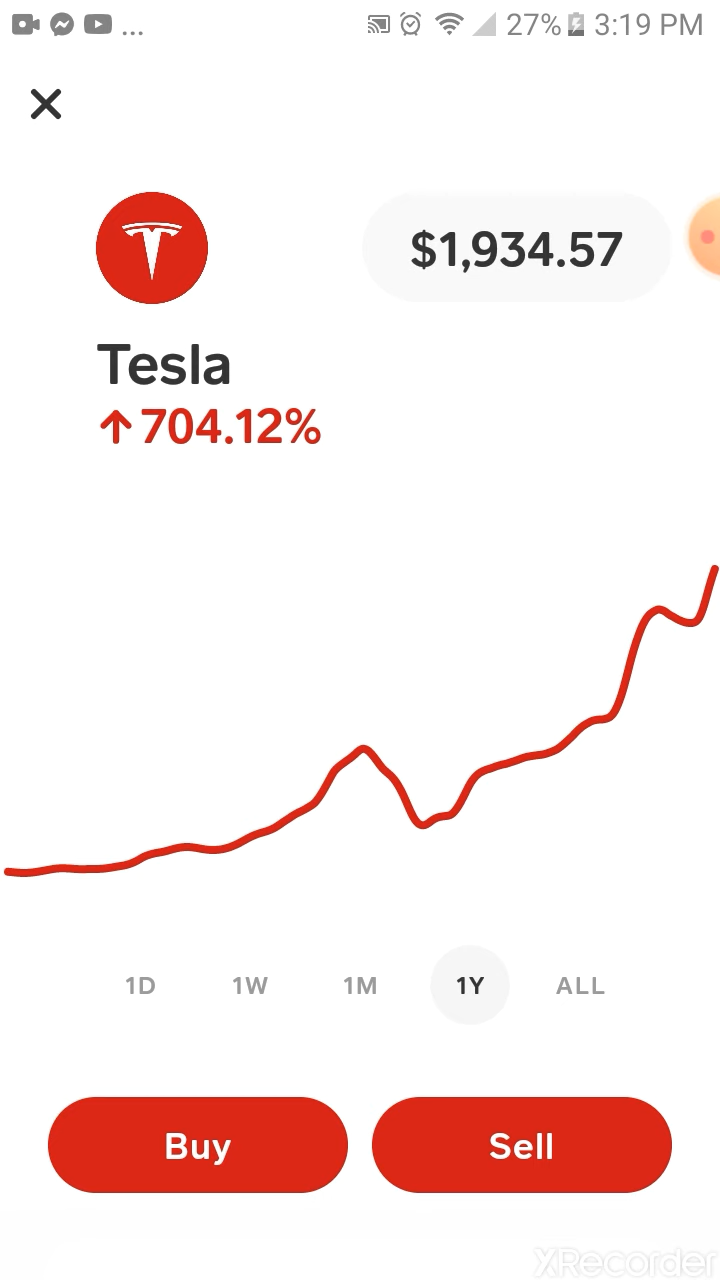 ... 27% 3:19 PM
$1,934.57
Tesla
↑704.12%
1D 1W 1M 1Y ALL
Buy Sell
XRecorder